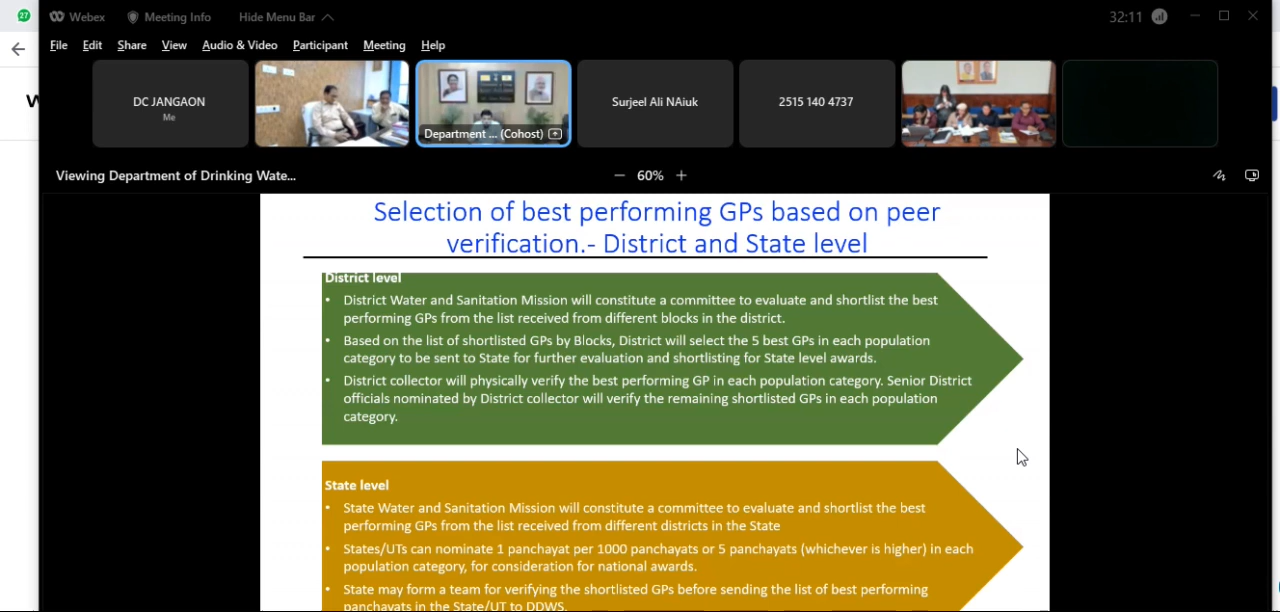 27
Webex
Meeting Info
Hide Menu Bar
32:11
File Edit Share View Audio & Video Participant Meeting Help
DC JANGAON
Me
Department ... (Cohost)
Surjeel Ali NAiuk
2515 140 4737
Viewing Department of Drinking Wate...
60%
Selection of best performing GPs based on peer
verification.- District and State level
District level
• District Water and Sanitation Mission will constitute a committee to evaluate and shortlist the best
performing GPs from the list received from different blocks in the district.
• Based on the list of shortlisted GPs by Blocks, District will select the 5 best GPs in each population
category to be sent to State for further evaluation and shortlisting for State level awards.
• District collector will physically verify the best performing GP in each population category. Senior District
officials nominated by District collector will verify the remaining shortlisted GPs in each population
category.
State level
• State Water and Sanitation Mission will constitute a committee to evaluate and shortlist the best
performing GPs from the list received from different districts in the State
• States/UTs can nominate 1 panchayat per 1000 panchayats or 5 panchayats (whichever is higher) in each
population category, for consideration for national awards.
• State may form a team for verifying the shortlisted GPs before sending the list of best performing
panchayats in the State/UT to DDWS.